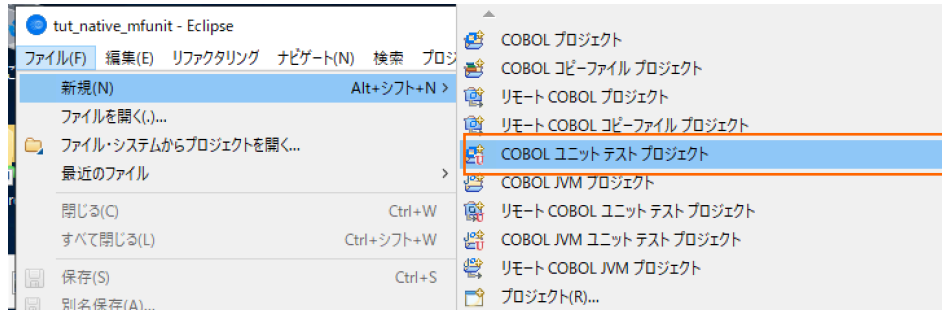 tut_native_mfunit - Eclipse
ファイル(F) 編集(E) リファクタリング ナビゲート(N) 検索 プロジ
新規(N) Alt+シフト+N >
ファイルを開く(.)...
ファイル・システムからプロジェクトを開く...
最近のファイル >
閉じる(C) Ctrl+W
すべて閉じる(L) Ctrl+シフト+W
保存(S) Ctrl+S
別名保存(A)...
COBOL プロジェクト
COBOL コピーファイル プロジェクト
リモート COBOL プロジェクト
リモート COBOL コピーファイル プロジェクト
COBOL ユニット テスト プロジェクト
COBOL JVM プロジェクト
リモート COBOL ユニット テスト プロジェクト
COBOL JVM ユニット テスト プロジェクト
リモート COBOL JVM プロジェクト
プロジェクト(R)...